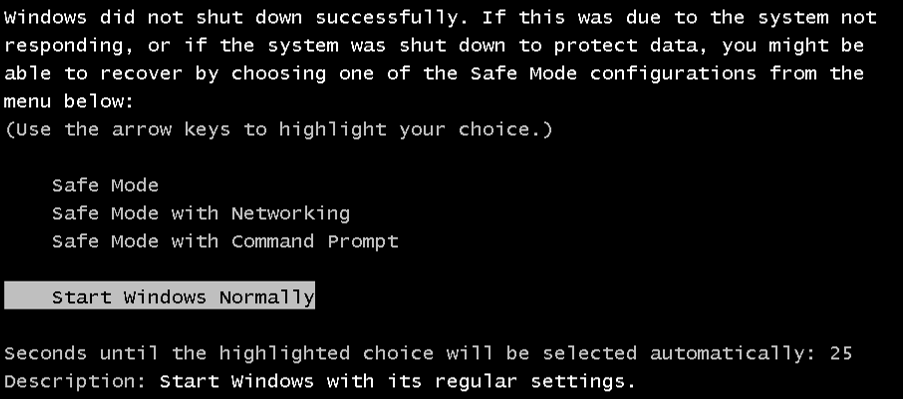 Windows did not shut down successfully. If this was due to the system not
responding, or if the system was shut down to protect data, you might be
able to recover by choosing one of the Safe Mode configurations from the
menu below:
(Use the arrow keys to highlight your choice.)
Safe Mode
Safe Mode with Networking
Safe Mode with Command Prompt
Start Windows Normally
Seconds until the highlighted choice will be selected automatically: 25
Description: Start Windows with its regular settings.